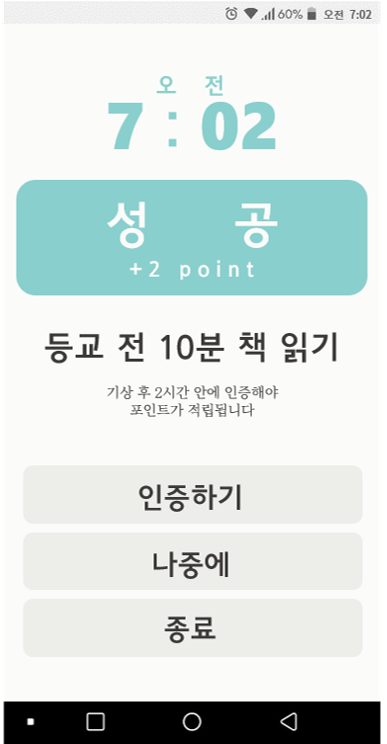 60% 오전 7:02
오 전
7 : 02
성 공
+2 point
등교 전 10분 책 읽기
기상 후 2시간 안에 인증해야
포인트가 적립됩니다
인증하기
나중에
종료